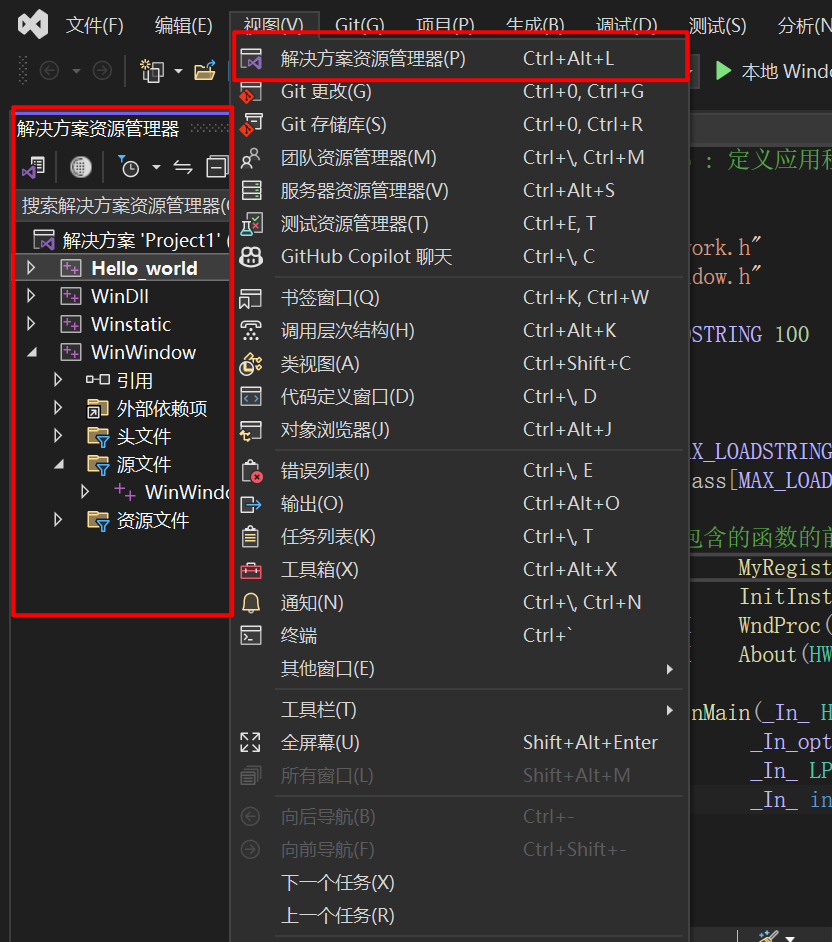 文件(F) 编辑(E) 视图(V) Git(G) 项目(P) 生成(B) 调试(D) 测试(S) 分析(N
本地 Windo
解决方案资源管理器
搜索解决方案资源管理器(
解决方案 'Project1' (
Hello_world
WinDll
Winstatic
WinWindow
引用
外部依赖项
头文件
源文件
WinWindo
资源文件
解决方案资源管理器(P) Ctrl+Alt+L
Git 更改(G) Ctrl+0, Ctrl+G
Git 存储库(S) Ctrl+0, Ctrl+R
团队资源管理器(M) Ctrl+\, Ctrl+M
服务器资源管理器(V) Ctrl+Alt+S
测试资源管理器(T) Ctrl+E, T
GitHub Copilot 聊天 Ctrl+\, C
书签窗口(Q) Ctrl+K, Ctrl+W
调用层次结构(H) Ctrl+Alt+K
类视图(A) Ctrl+Shift+C
代码定义窗口(D) Ctrl+\, D
对象浏览器(J) Ctrl+Alt+J
错误列表(I) Ctrl+\, E
输出(O) Ctrl+Alt+O
任务列表(K) Ctrl+\, T
工具箱(X) Ctrl+Alt+X
通知(N) Ctrl+\, Ctrl+N
终端 Ctrl+`
其他窗口(E)
工具栏(T)
全屏幕(U) Shift+Alt+Enter
所有窗口(L) Shift+Alt+M
向后导航(B) Ctrl+-
向前导航(F) Ctrl+Shift+-
下一个任务(X)
上一个任务(R)
: 定义应用程
work.h"
dow.h"
DSTRING 100
X_LOADSTRING
ass[MAX_LOAD
包含的函数的前
MyRegist
InitInst
WndProc(
About(HW
nMain(_In_ H
_In_opt
_In_ LP
_In_ in